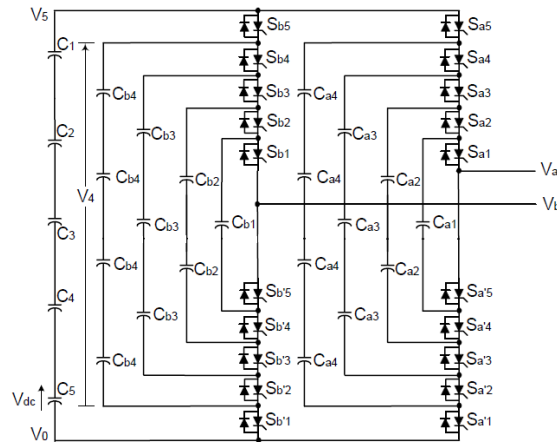 V5
C1
C2
C3
C4
C5
V4
Vdc
V0
Cb4
Cb4
Cb4
Cb4
Cb3
Cb3
Cb3
Cb2
Cb2
Cb1
Sb5
Sb4
Sb3
Sb2
Sb1
Sb'5
Sb'4
Sb'3
Sb'2
Sb'1
Ca4
Ca4
Ca4
Ca4
Ca3
Ca3
Ca3
Ca2
Ca2
Ca1
Sa5
Sa4
Sa3
Sa2
Sa1
Sa'5
Sa'4
Sa'3
Sa'2
Sa'1
Va
Vb